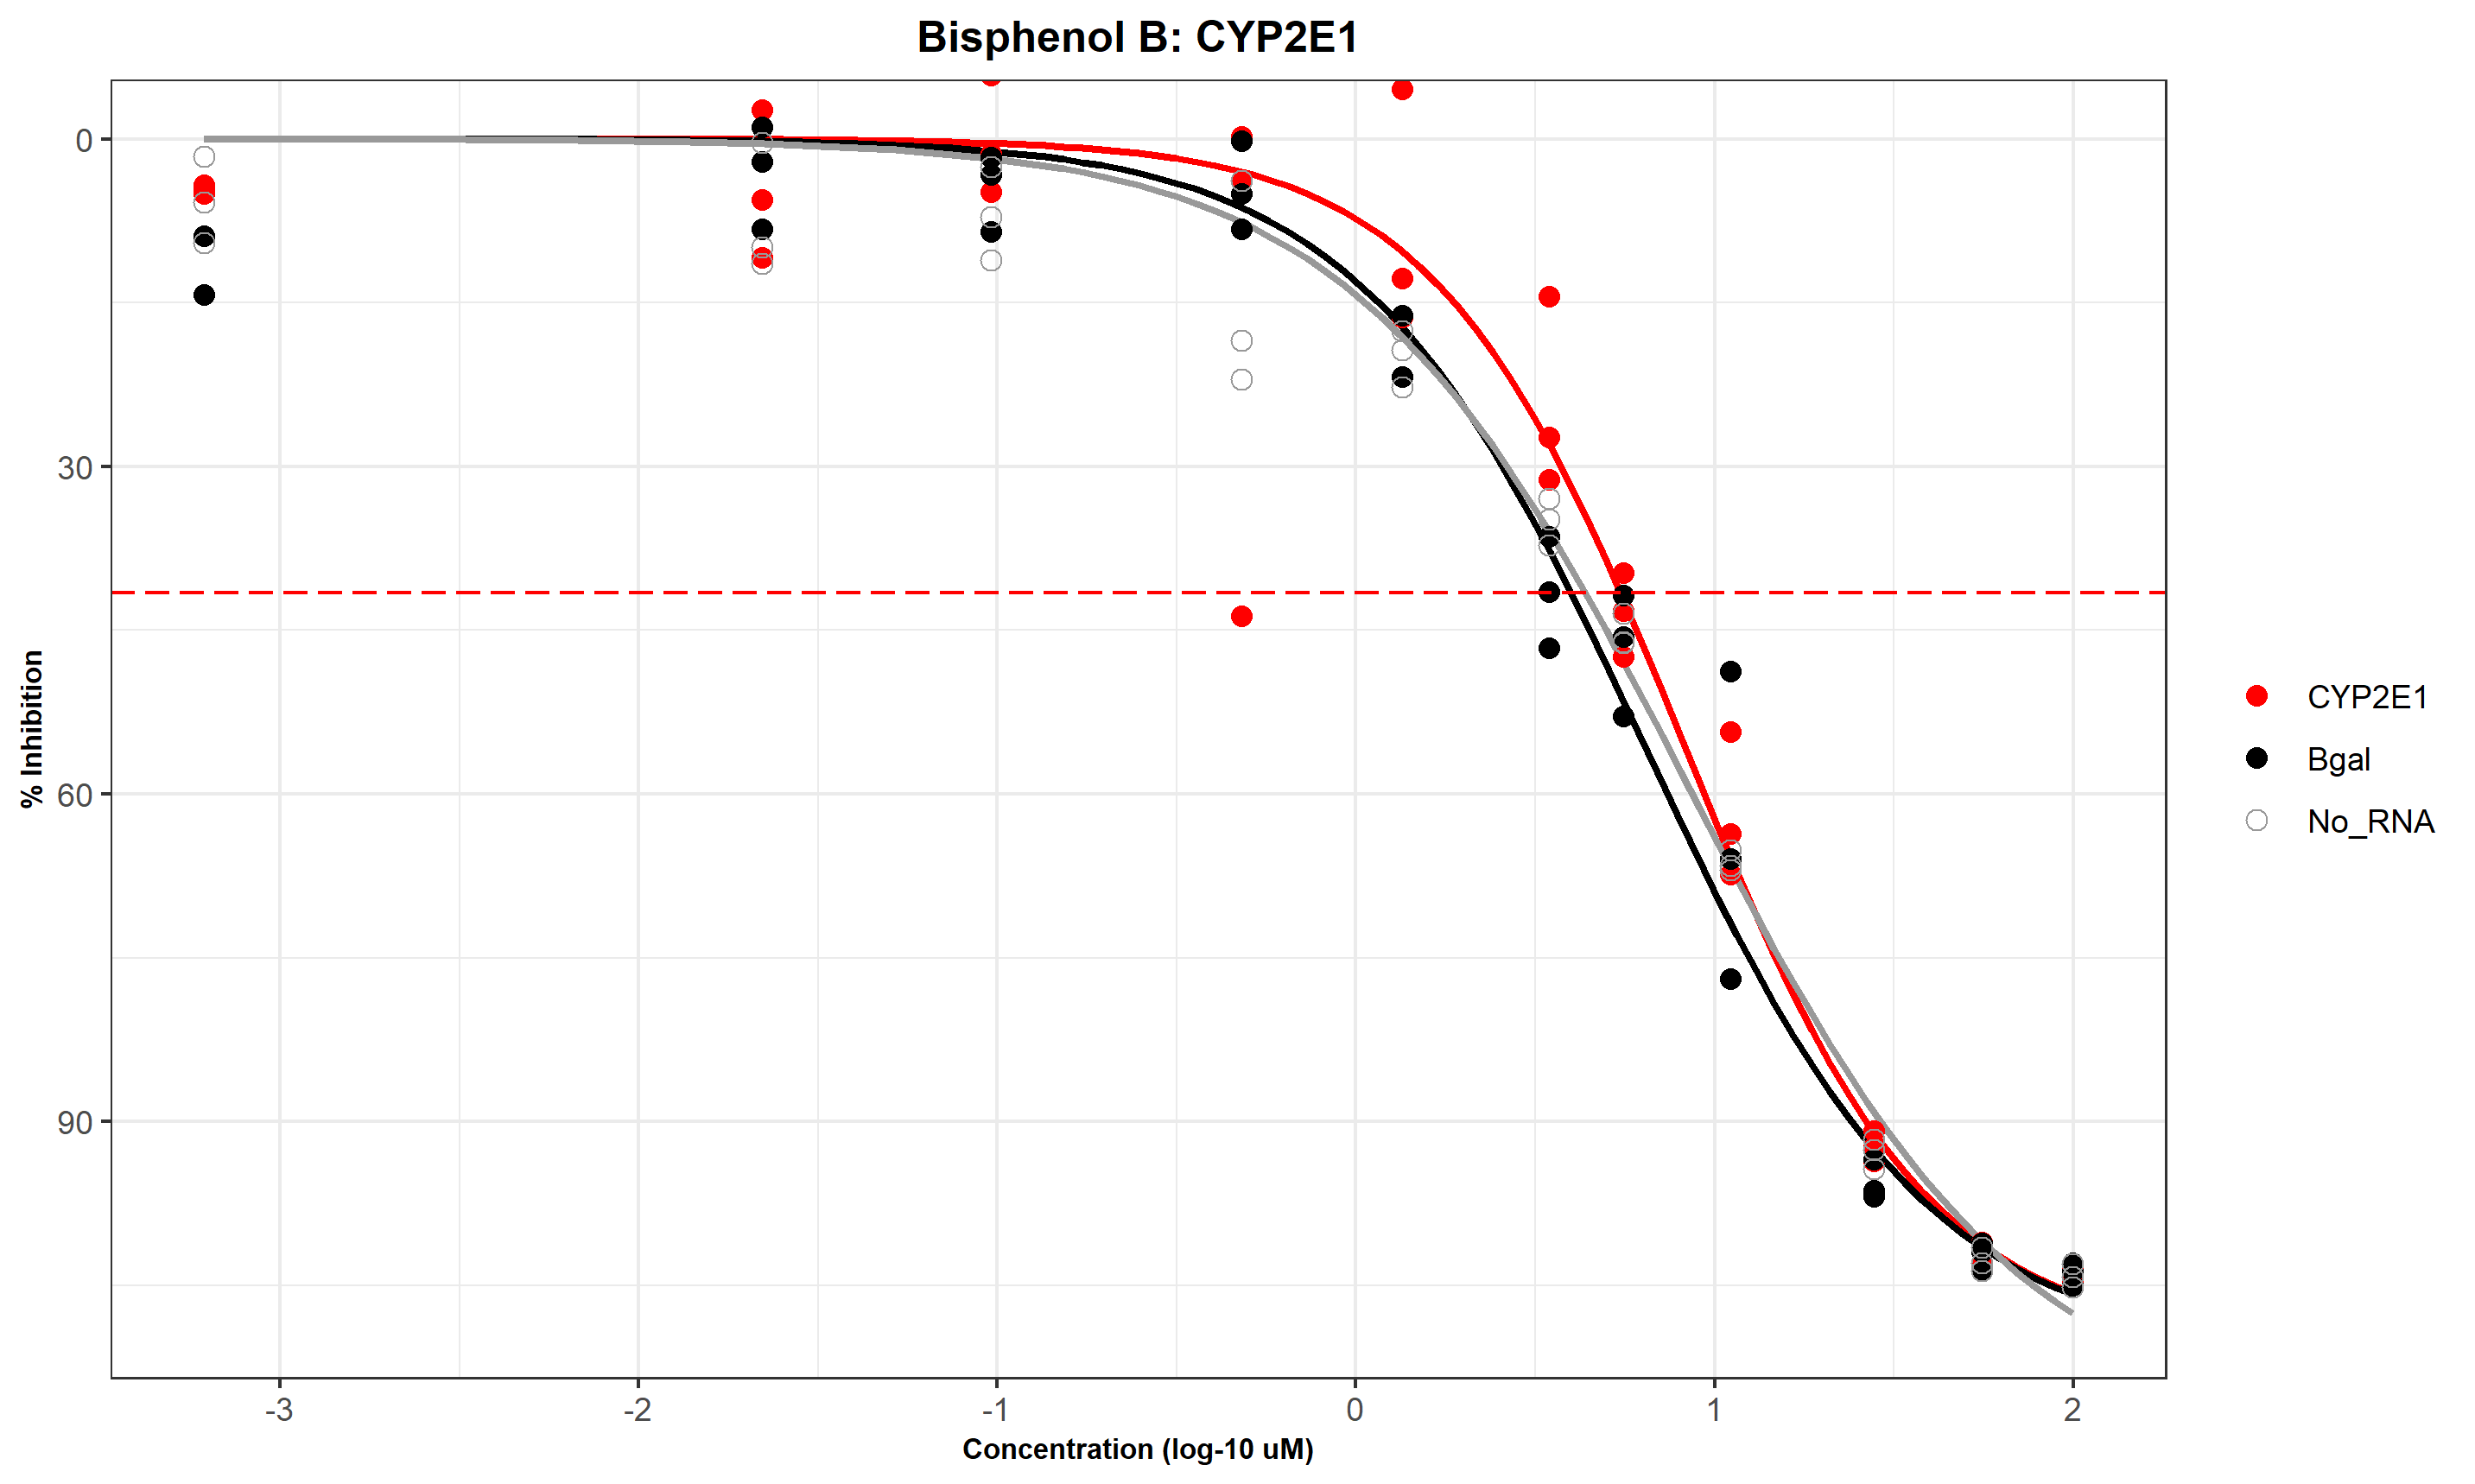 Bisphenol B: CYP2E1
% Inhibition
0
30
60
90
-3 -2 -1 0 1 2
Concentration (log-10 uM)
CYP2E1
Bgal
No_RNA